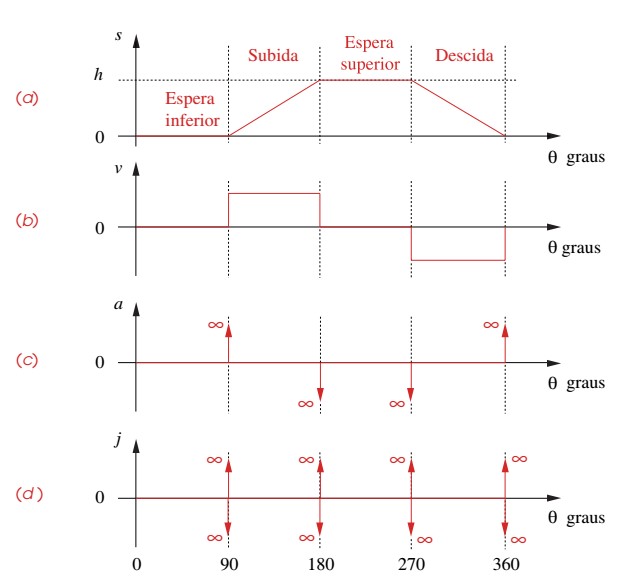 s
Espera
Subida
superior
Descida
h
(a)
Espera
inferior
0
θ graus
v
(b)
0
θ graus
a
∞
∞
(c)
0
θ graus
∞
∞
j
∞
∞
∞
∞
(d)
0
θ graus
∞
∞
∞
∞
0
90
180
270
360